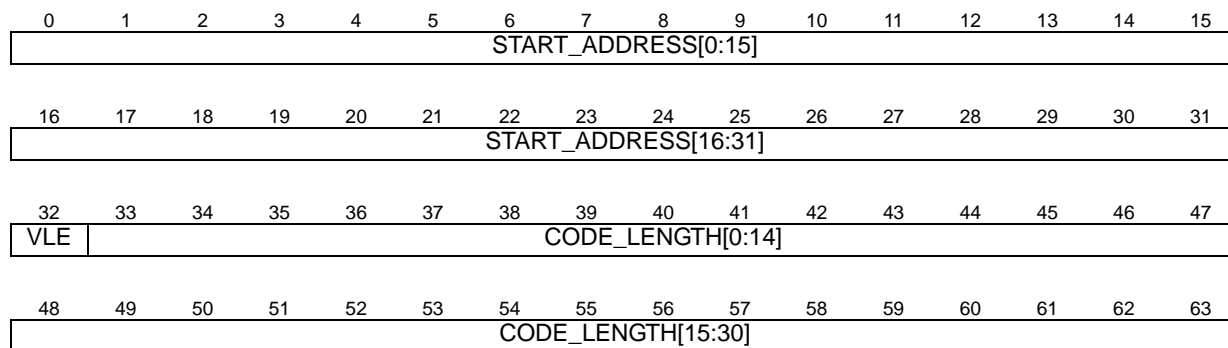 0 1 2 3 4 5 6 7 8 9 10 11 12 13 14 15
START_ADDRESS[0:15]
16 17 18 19 20 21 22 23 24 25 26 27 28 29 30 31
START_ADDRESS[16:31]
32 33 34 35 36 37 38 39 40 41 42 43 44 45 46 47
VLE CODE_LENGTH[0:14]
48 49 50 51 52 53 54 55 56 57 58 59 60 61 62 63
CODE_LENGTH[15:30]